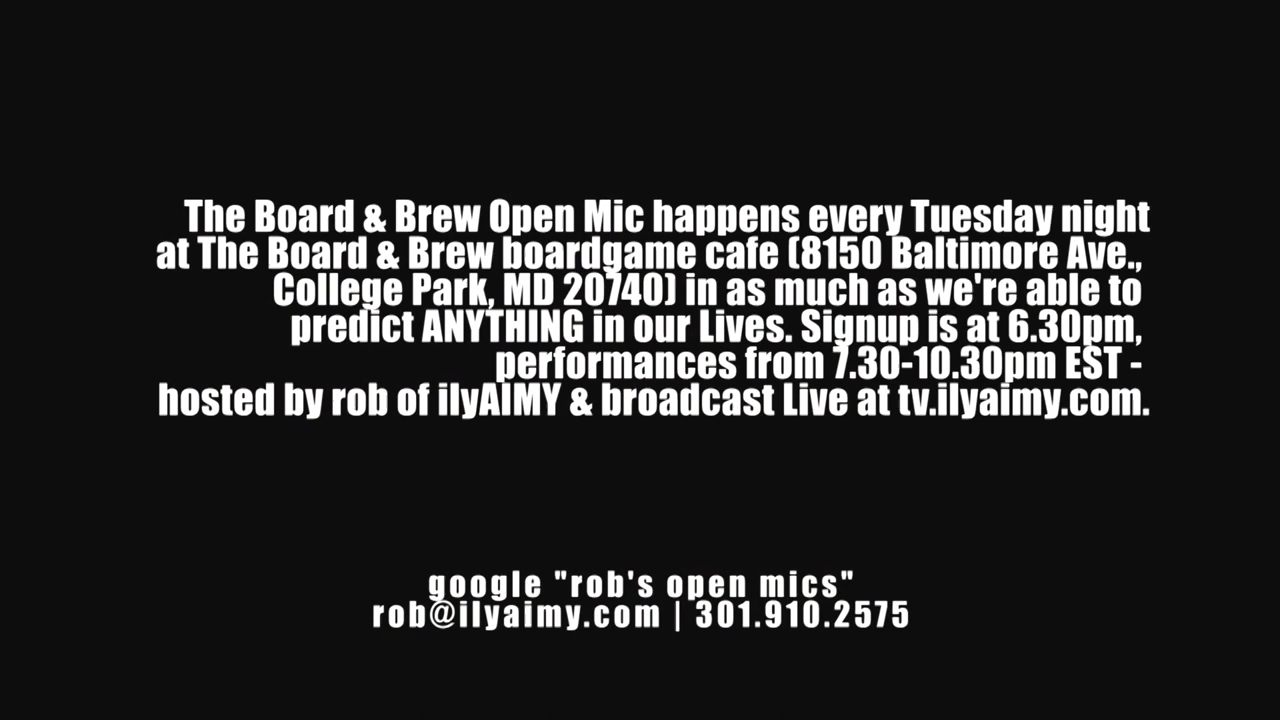 The Board & Brew Open Mic happens every Tuesday night
at The Board & Brew boardgame cafe (8150 Baltimore Ave.,
College Park, MD 20740) in as much as we're able to
predict ANYTHING in our Lives. Signup is at 6.30pm,
performances from 7.30-10.30pm EST -
hosted by rob of ilyAIMY & broadcast Live at tv.ilyaimy.com.
google "rob's open mics"
rob@ilyaimy.com | 301.910.2575